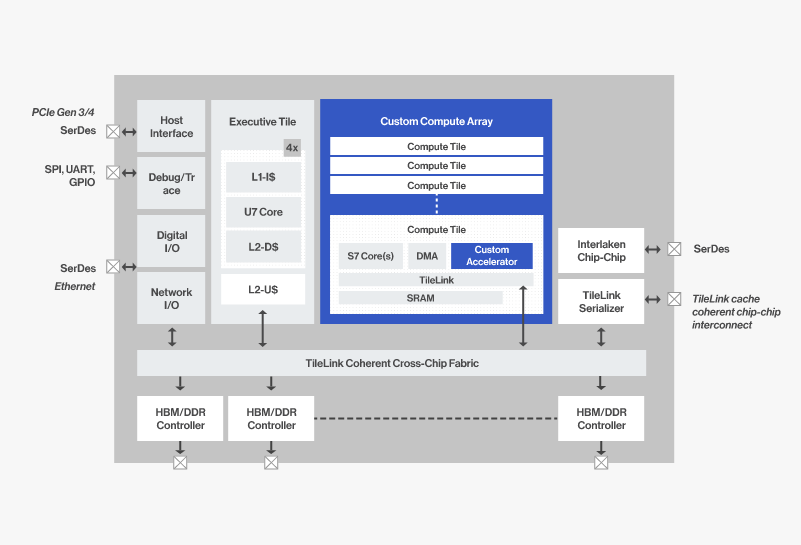 PCIe Gen 3/4
SerDes
SPI, UART,
GPIO
SerDes
Ethernet
Host
Interface
Debug/Tr
ace
Digital
I/O
Network
I/O
Executive Tile
4x
L1-I$
U7 Core
L2-D$
L2-U$
Custom Compute Array
Compute Tile
Compute Tile
Compute Tile
Compute Tile
S7 Core(s)
DMA
Custom
Accelerator
TileLink
SRAM
Interlaken
Chip-Chip
TileLink
Serializer
SerDes
TileLink cache
coherent chip-chip
interconnect
TileLink Coherent Cross-Chip Fabric
HBM/DDR
Controller
HBM/DDR
Controller
HBM/DDR
Controller